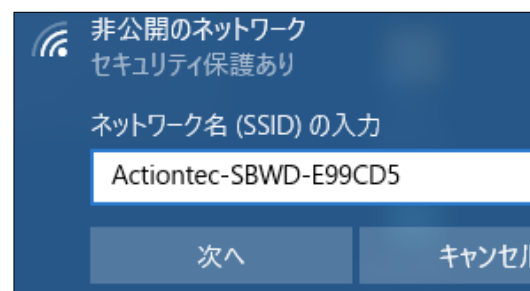 非公開のネットワーク
セキュリティ保護あり
ネットワーク名 (SSID) の入力
Actiontec-SBWD-E99CD5
次へ
キャンセル